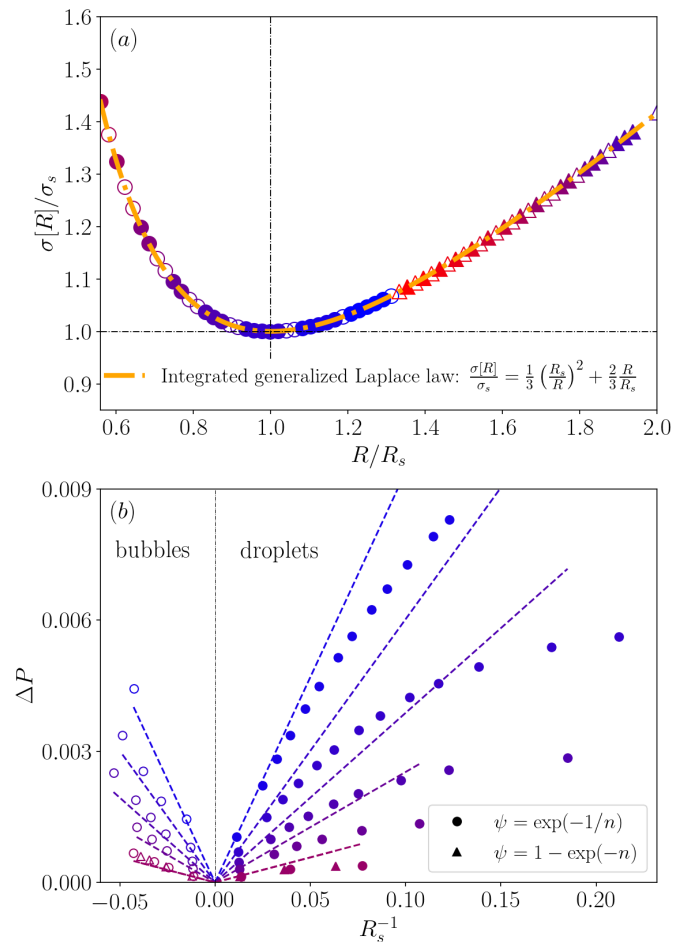 (a)
1.6
1.5
1.4
1.3
1.2
1.1
1.0
0.9
σ[R]/σ_s
Integrated generalized Laplace law: σ[R]/σ_s = 1/3 (R_s/R)^2 + 2/3 R/R_s
0.6 0.8 1.0 1.2 1.4 1.6 1.8 2.0
R/R_s
(b)
0.009
0.006
0.003
0.000
ΔP
bubbles droplets
ψ = exp(−1/n)
ψ = 1 − exp(−n)
−0.05 0.00 0.05 0.10 0.15 0.20
R_s^{-1}